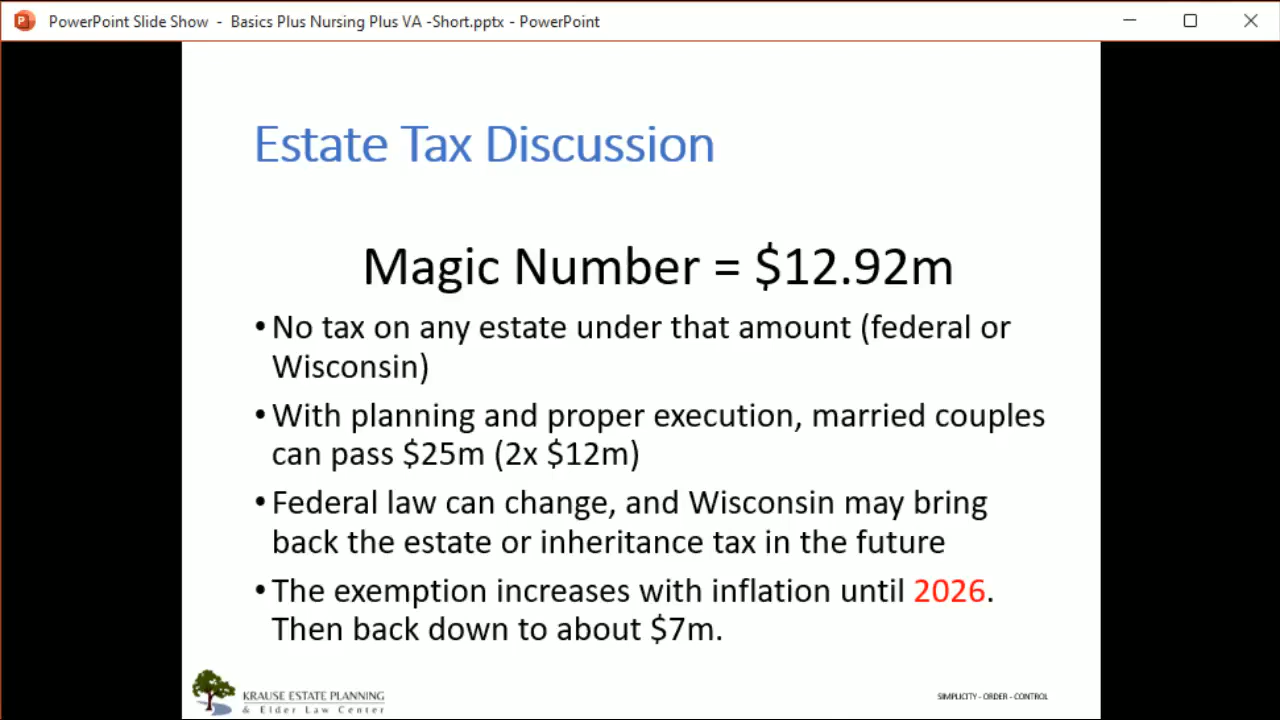 PowerPoint Slide Show - Basics Plus Nursing Plus VA -Short.pptx - PowerPoint
Estate Tax Discussion
Magic Number = $12.92m
•No tax on any estate under that amount (federal or
Wisconsin)
•With planning and proper execution, married couples
can pass $25m (2x $12m)
•Federal law can change, and Wisconsin may bring
back the estate or inheritance tax in the future
•The exemption increases with inflation until 2026.
Then back down to about $7m.
KRAUSE ESTATE PLANNING
& Elder Law Center
SIMPLICITY - ORDER - CONTROL